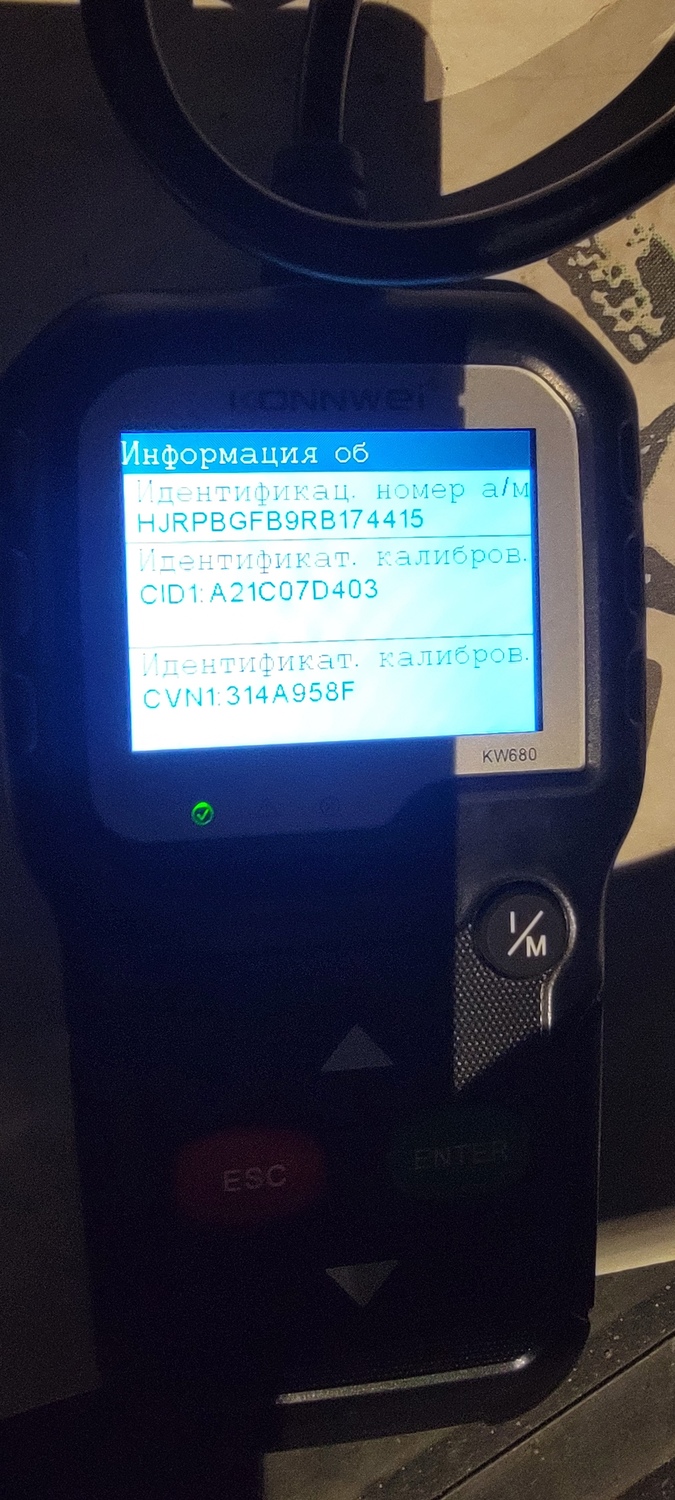 KONNWEI
Информация об
Идентификац. номер а/м
HJRPBGFB9RB174415
Идентификат. калибров.
CID1:A21C07D403
Идентификат. калибров.
CVN1:314A958F
KW680
I/M
ESC
ENTER